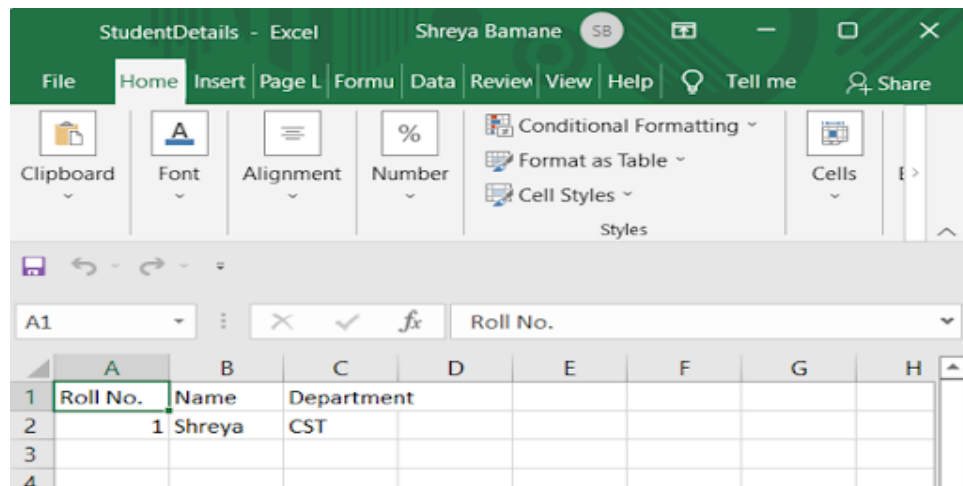 StudentDetails - Excel Shreya Bamane SB
File Home Insert Page L Formu Data Review View Help Tell me Share
Clipboard Font Alignment Number Conditional Formatting Format as Table Cell Styles Styles Cells
A1 fx Roll No.
A B C D E F G H
1 Roll No. Name Department
2 1 Shreya CST
3
4